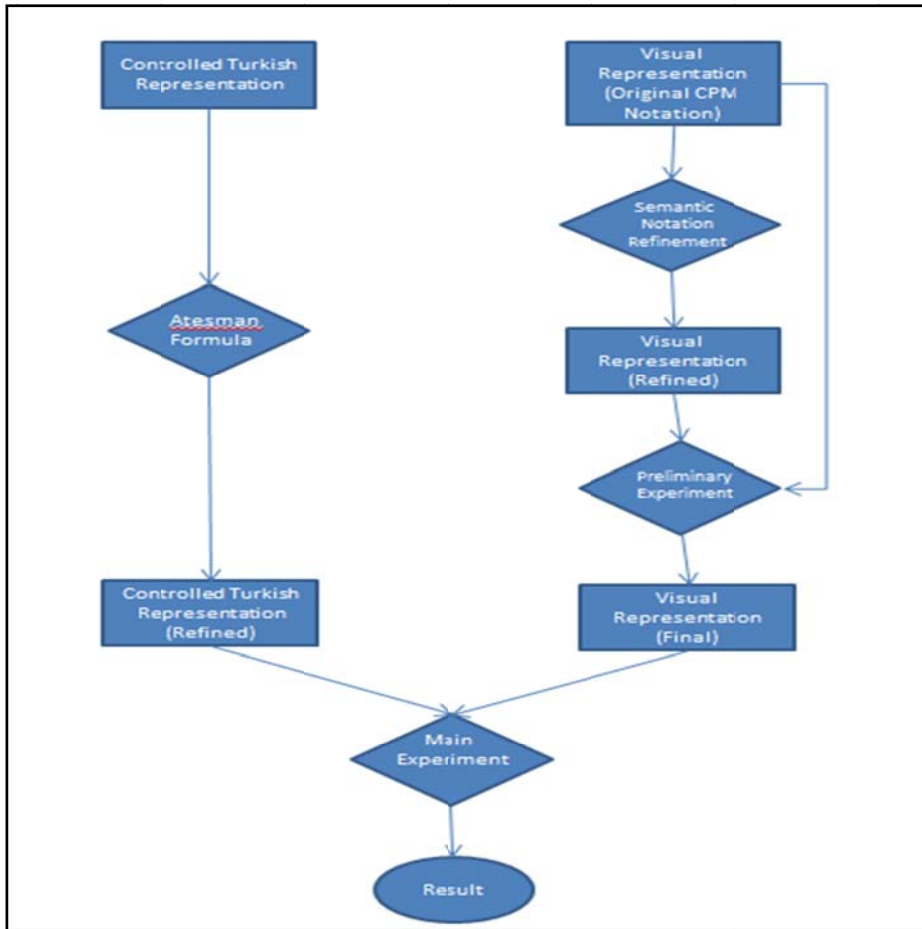 Controlled Turkish
Representation
Visual
Representation
(Original CPM
Notation)
Semantic
Notation
Refinement
Atesman
Formula
Visual
Representation
(Refined)
Preliminary
Experiment
Controlled Turkish
Representation
(Refined)
Visual
Representation
(Final)
Main
Experiment
Result